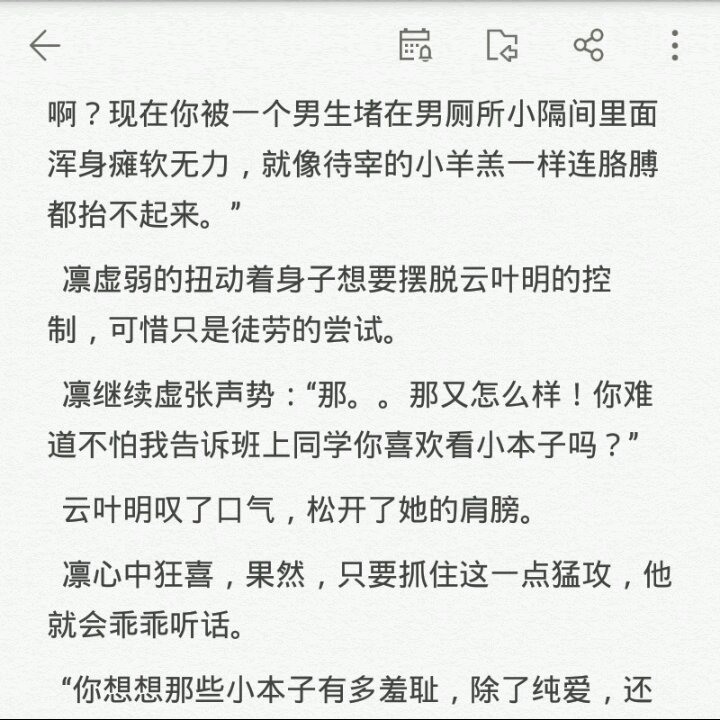 啊？现在你被一个男生堵在男厕所小隔间里面
浑身瘫软无力，就像待宰的小羊羔一样连胳膊
都抬不起来。”
凛虚弱的扭动着身子想要摆脱云叶明的控
制，可惜只是徒劳的尝试。
凛继续虚张声势：“那。。那又怎么样！你难
道不怕我告诉班上同学你喜欢看小本子吗？”
云叶明叹了口气，松开了她的肩膀。
凛心中狂喜，果然，只要抓住这一点猛攻，他
就会乖乖听话。
“你想想那些小本子有多羞耻，除了纯爱，还